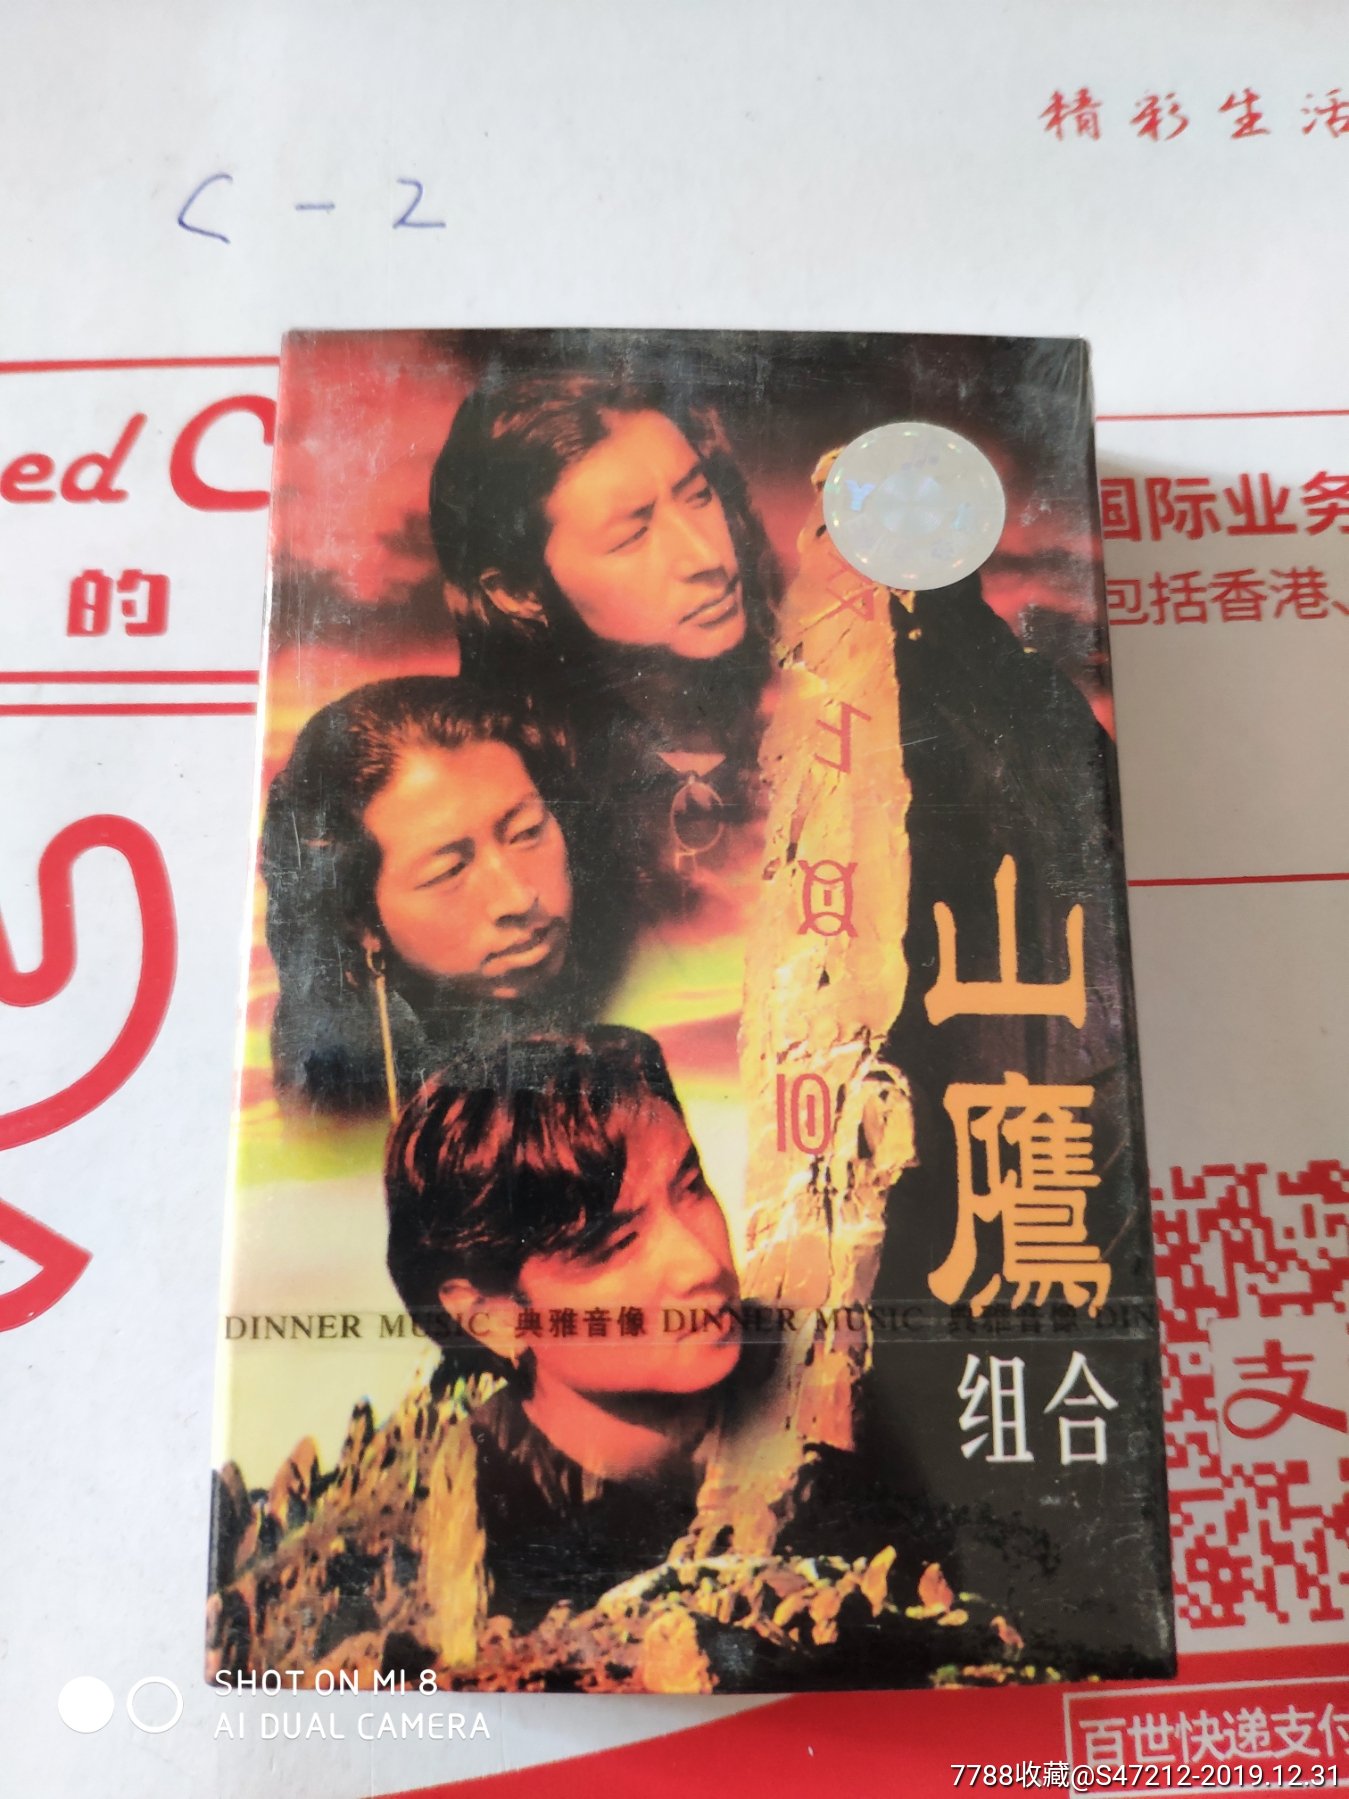 精彩生活
C-2
ed C
的
国际业务
包括香港、
山鹰
组合
DINNER MUSIC 典雅音像 DINNER MUSIC 典雅音像 DIN
支
SHOT ON MI 8
AI DUAL CAMERA
百世快递支付
7788收藏@S47212-2019.12.31